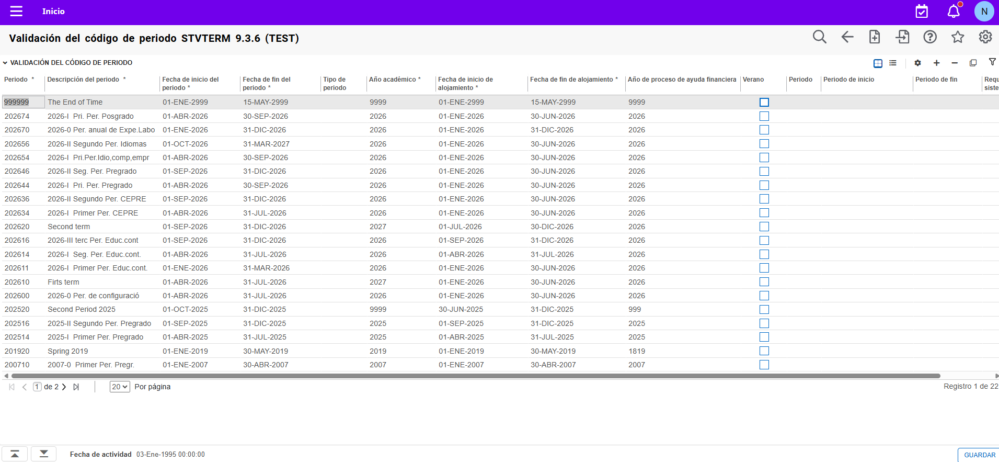 Inicio
N
Validación del código de periodo STVTERM 9.3.6 (TEST)
VALIDACIÓN DEL CÓDIGO DE PERIODO
Periodo * Descripción del periodo * Fecha de inicio del periodo * Fecha de fin del periodo * Tipo de periodo Año académico * Fecha de inicio de alojamiento * Fecha de fin de alojamiento * Año de proceso de ayuda financiera Verano Periodo Periodo de inicio Periodo de fin Requ siste
999999 The End of Time 01-ENE-2999 15-MAY-2999 9999 01-ENE-2999 15-MAY-2999 9999
202674 2026-I Pri. Per. Posgrado 01-ABR-2026 30-SEP-2026 2026 01-ENE-2026 30-JUN-2026 2026
202670 2026-0 Per. anual de Expe.Labo 01-ENE-2026 31-DIC-2026 2026 01-ENE-2026 31-DIC-2026 2026
202656 2026-II Segundo Per. Idiomas 01-OCT-2026 31-MAR-2027 2026 01-ENE-2026 30-JUN-2026 2026
202654 2026-I Pri.Per.Idio,comp,empr 01-ABR-2026 30-SEP-2026 2026 01-ENE-2026 30-JUN-2026 2026
202646 2026-II Seg. Per. Pregrado 01-SEP-2026 31-DIC-2026 2026 01-ENE-2026 30-JUN-2026 2026
202644 2026-I Pri. Per. Pregrado 01-ABR-2026 30-SEP-2026 2026 01-ENE-2026 30-JUN-2026 2026
202636 2026-II Segundo Per. CEPRE 01-SEP-2026 31-DIC-2026 2026 01-ENE-2026 30-JUN-2026 2026
202634 2026-I Primer Per. CEPRE 01-ABR-2026 31-JUL-2026 2026 01-ENE-2026 30-JUN-2026 2026
202620 Second term 01-SEP-2026 31-DIC-2026 2027 01-JUL-2026 30-DIC-2026 2026
202616 2026-III terc Per. Educ.cont 01-SEP-2026 31-DIC-2026 2026 01-SEP-2026 31-DIC-2026 2026
202614 2026-I Seg. Per. Educ.cont. 01-ABR-2026 31-JUL-2026 2026 01-ABR-2026 31-JUL-2026 2026
202611 2026-I Primer Per. Educ.cont. 01-ENE-2026 31-MAR-2026 2026 01-ENE-2026 30-JUN-2026 2026
202610 Firts term 01-ABR-2026 31-JUL-2026 2027 01-ENE-2026 30-JUN-2026 2026
202600 2026-0 Per. de configuració 01-ABR-2026 31-JUL-2026 2026 01-ENE-2026 30-JUN-2026 2026
202520 Second Period 2025 01-OCT-2025 31-DIC-2025 9999 30-JUN-2025 31-DIC-2025 999
202516 2025-II Segundo Per. Pregrado 01-SEP-2025 31-DIC-2025 2025 01-SEP-2025 31-DIC-2025 2025
202514 2025-I Primer Per. Pregrado 01-ABR-2025 31-JUL-2025 2025 01-ABR-2025 31-JUL-2025 2025
201920 Spring 2019 01-ENE-2019 30-MAY-2019 2019 01-ENE-2019 30-MAY-2019 1819
200710 2007-0 Primer Per. Pregr. 01-ENE-2007 30-ABR-2007 2007 01-ENE-2007 30-ABR-2007 2007
1 de 2 20 Por página Registro 1 de 22
Fecha de actividad 03-Ene-1995 00:00:00 GUARDAR